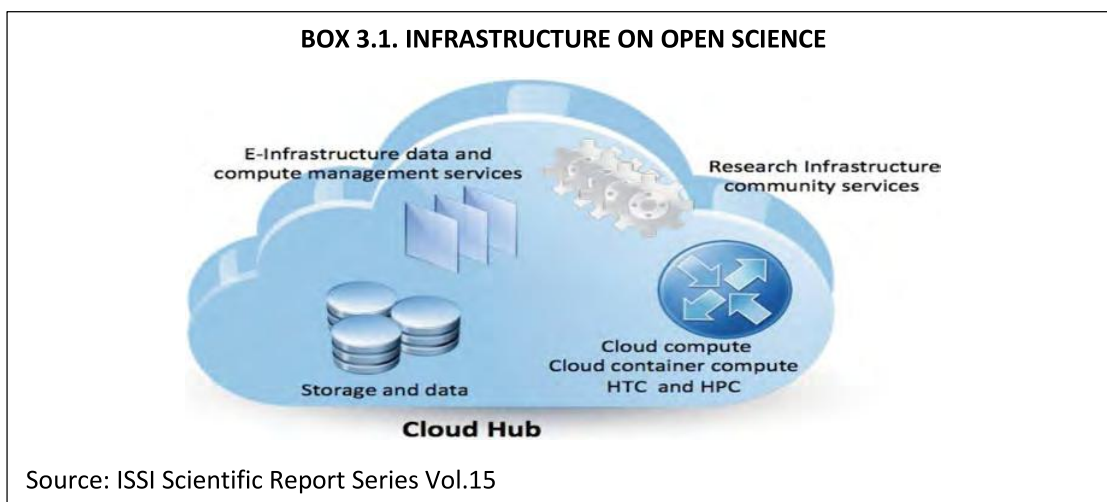 BOX 3.1. INFRASTRUCTURE ON OPEN SCIENCE
E-Infrastructure data and
compute management services
Research Infrastructure
community services
Storage and data
Cloud compute
Cloud container compute
HTC and HPC
Cloud Hub
Source: ISSI Scientific Report Series Vol.15